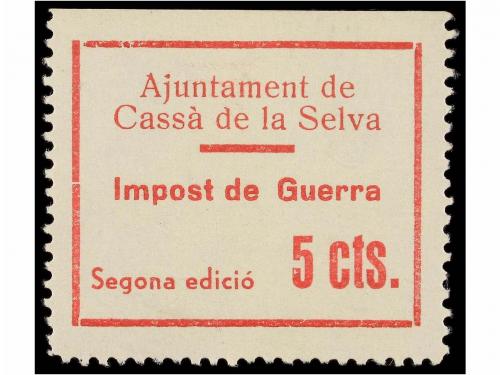 Ajuntament de
Cassà de la Selva
Impost de Guerra
5 cts.
Segona edició